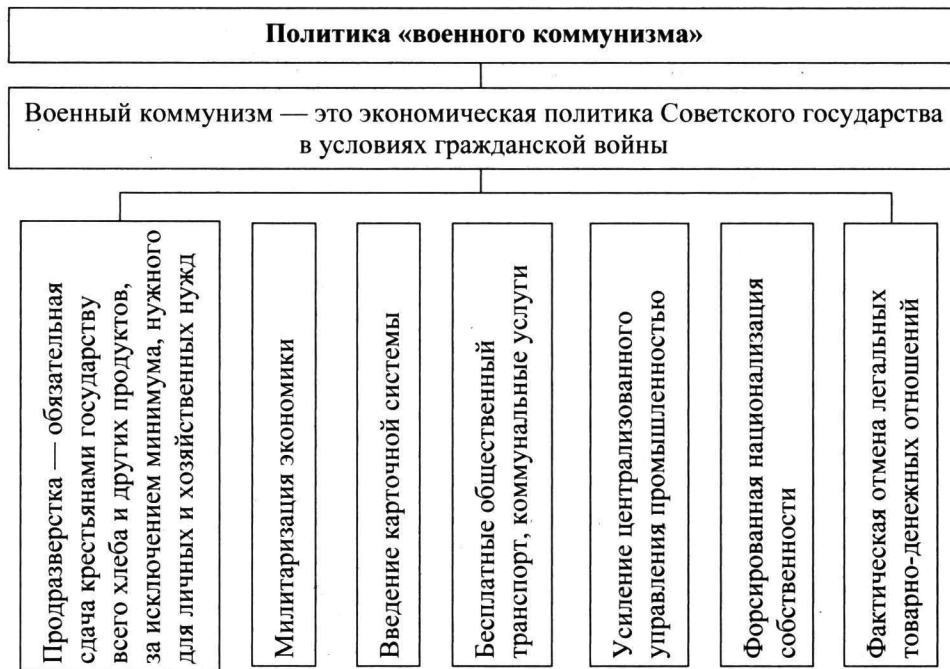 Политика «военного коммунизма»
Военный коммунизм — это экономическая политика Советского государства
в условиях гражданской войны
Продразверстка — обязательная
сдача крестьянами государству
всего хлеба и других продуктов,
за исключением минимума, нужного
для личных и хозяйственных нужд
Милитаризация экономики
Введение карточной системы
Бесплатные общественный
транспорт, коммунальные услуги
Усиление централизованного
управления промышленностью
Форсированная национализация
собственности
Фактическая отмена легальных
товарно-денежных отношений